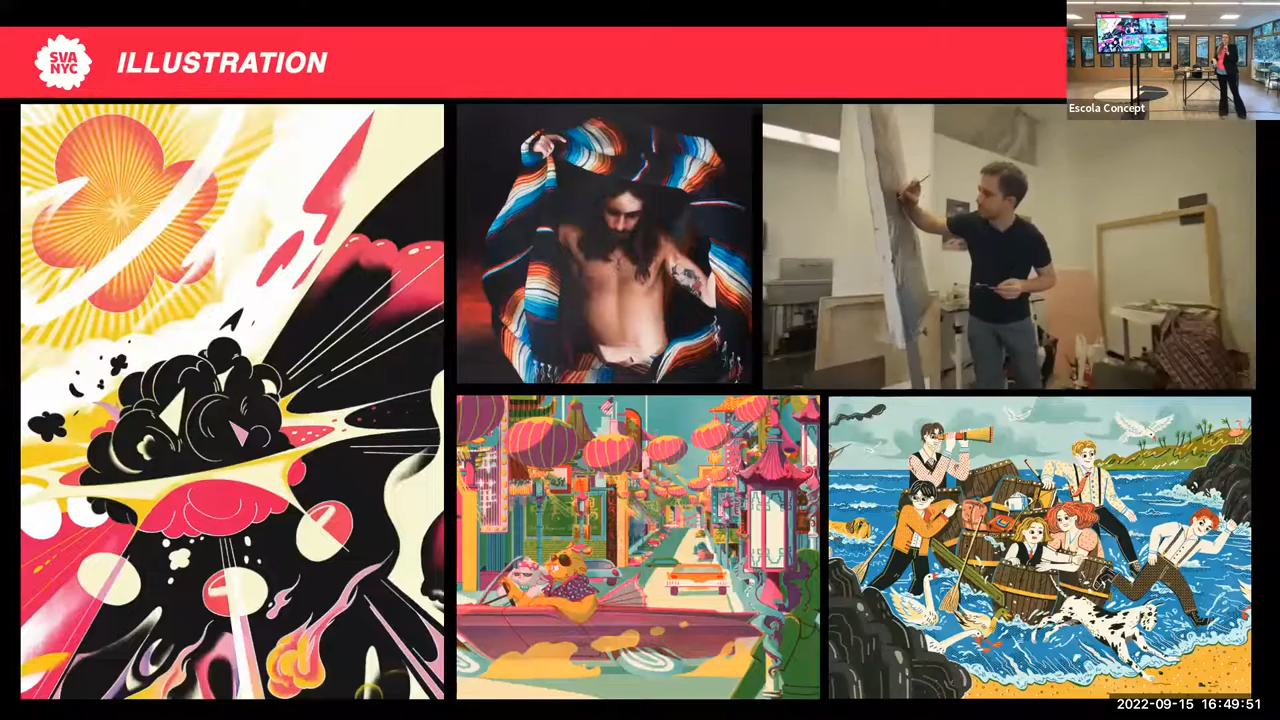 SVA
NYC
ILLUSTRATION
Escola Concept
2022-09-15 16:49:51